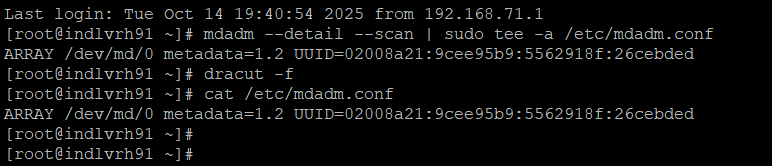 Last login: Tue Oct 14 19:40:54 2025 from 192.168.71.1
[root@indlvrh91 ~]# mdadm --detail --scan | sudo tee -a /etc/mdadm.conf
ARRAY /dev/md/0 metadata=1.2 UUID=02008a21:9cee95b9:5562918f:26cebded
[root@indlvrh91 ~]# dracut -f
[root@indlvrh91 ~]# cat /etc/mdadm.conf
ARRAY /dev/md/0 metadata=1.2 UUID=02008a21:9cee95b9:5562918f:26cebded
[root@indlvrh91 ~]#
[root@indlvrh91 ~]#